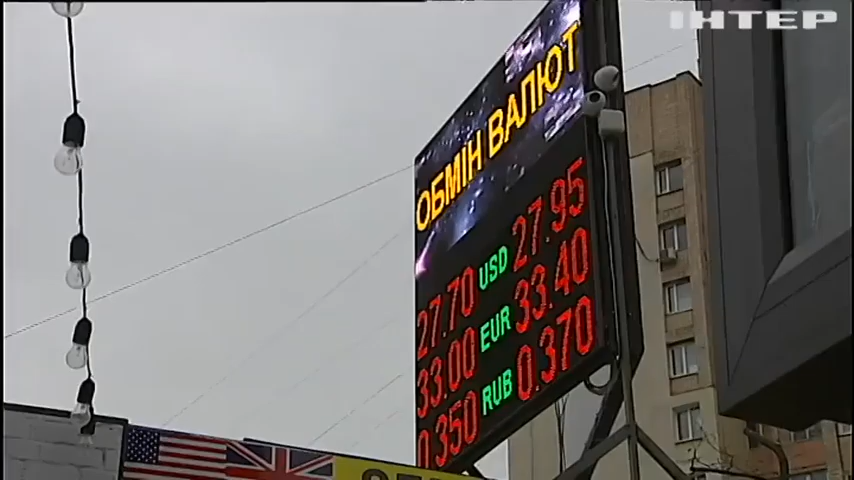 ІНТЕР
ОБМІН ВАЛЮТ
27.70 USD 27.95
33.00 EUR 33.40
0.350 RUB 0.370